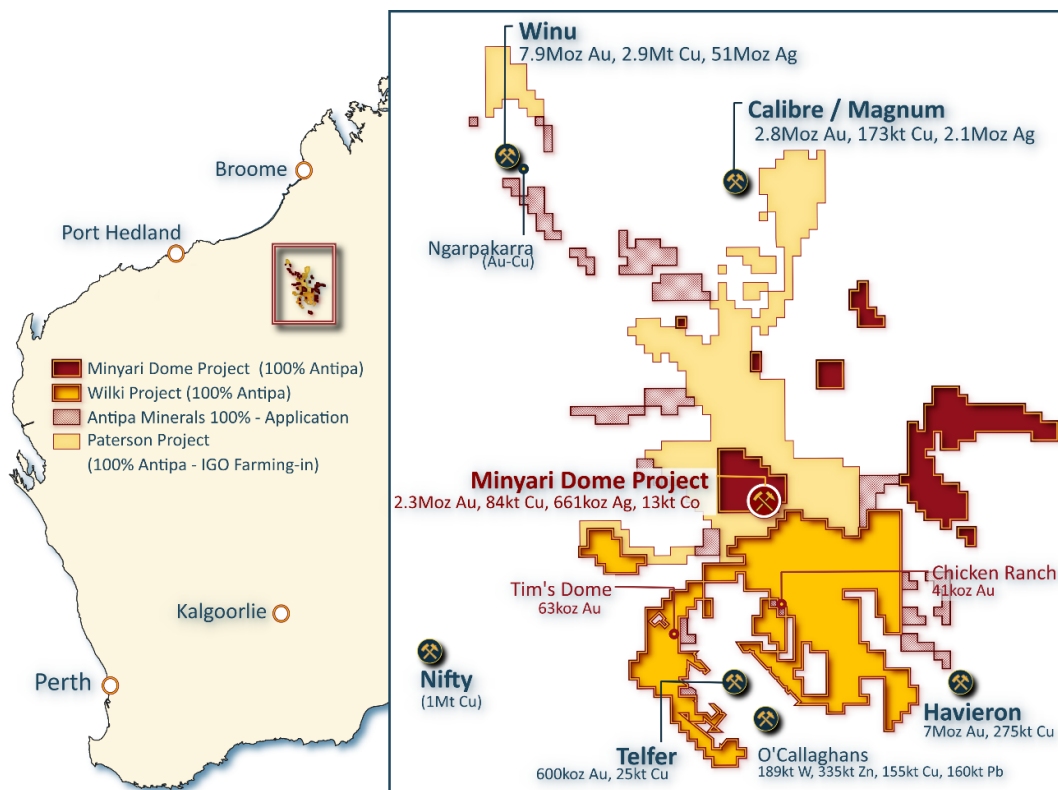 Broome
Port Hedland
Kalgoorlie
Perth
Minyari Dome Project (100% Antipa)
Wilki Project (100% Antipa)
Antipa Minerals 100% - Application
Paterson Project
(100% Antipa - IGO Farming-in)
Winu
7.9Moz Au, 2.9Mt Cu, 51Moz Ag
Calibre / Magnum
2.8Moz Au, 173kt Cu, 2.1Moz Ag
Ngarpakarra
(Au-Cu)
Minyari Dome Project
2.3Moz Au, 84kt Cu, 661koz Ag, 13kt Co
Tim's Dome
63koz Au
Chicken Ranch
41koz Au
Nifty
(1Mt Cu)
Telfer
600koz Au, 25kt Cu
O'Callaghans
189kt W, 335kt Zn, 155kt Cu, 160kt Pb
Havieron
7Moz Au, 275kt Cu